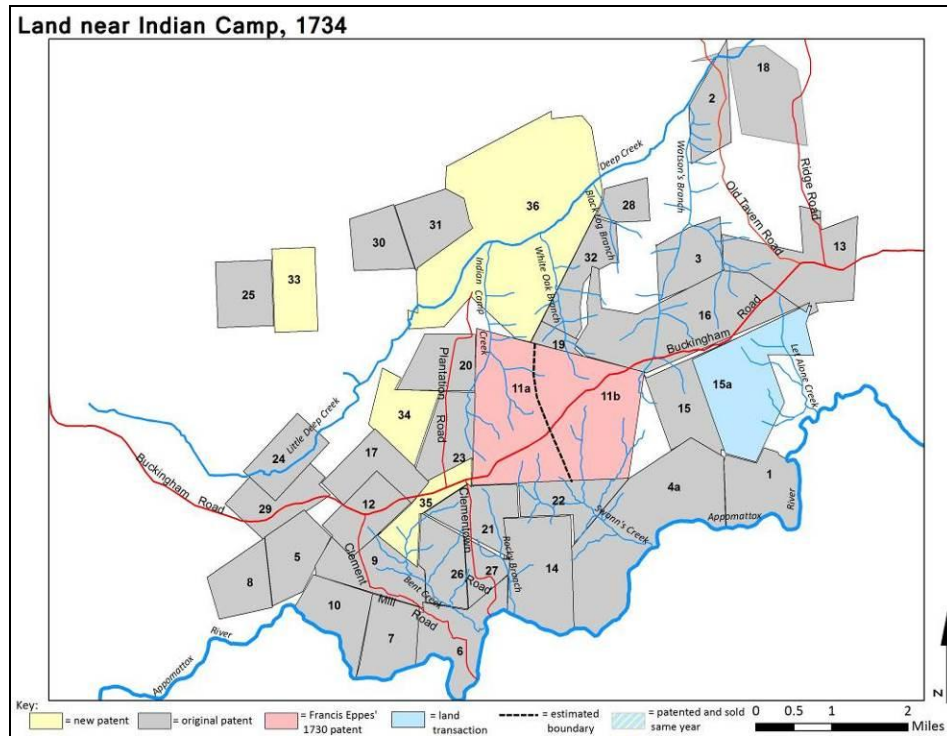 Land near Indian Camp, 1734
18
2
Deep Creek
Watson's Branch
Old Tavern Road
Ridge Road
36
Black Log Branch
28
31
30
32
3
13
25
33
Indian Camp Creek
White Oak Branch
16
Buckingham Road
19
20
Plantation Road
11a
11b
15
15a
Let Alone Creek
34
Little Deep Creek
24
17
23
Buckingham Road
29
12
35
Clementown Road
22
4a
1
River
Appomattox
Swann's Creek
21
Rocky Branch
5
8
9
Clement Mill Road
26
27
14
Bent Creek
10
7
6
Appomattox River
N
Key:
= new patent
= original patent
= Francis Eppes' 1730 patent
= land transaction
= estimated boundary
= patented and sold same year
0 0.5 1 2
Miles